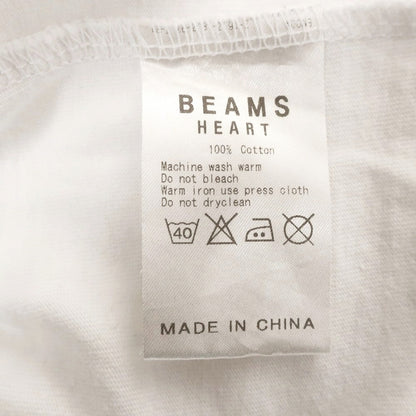 BEAMS
HEART
100% Cotton
Machine wash warm
Do not bleach
Warm iron use press cloth
Do not dryclean
40
MADE IN CHINA